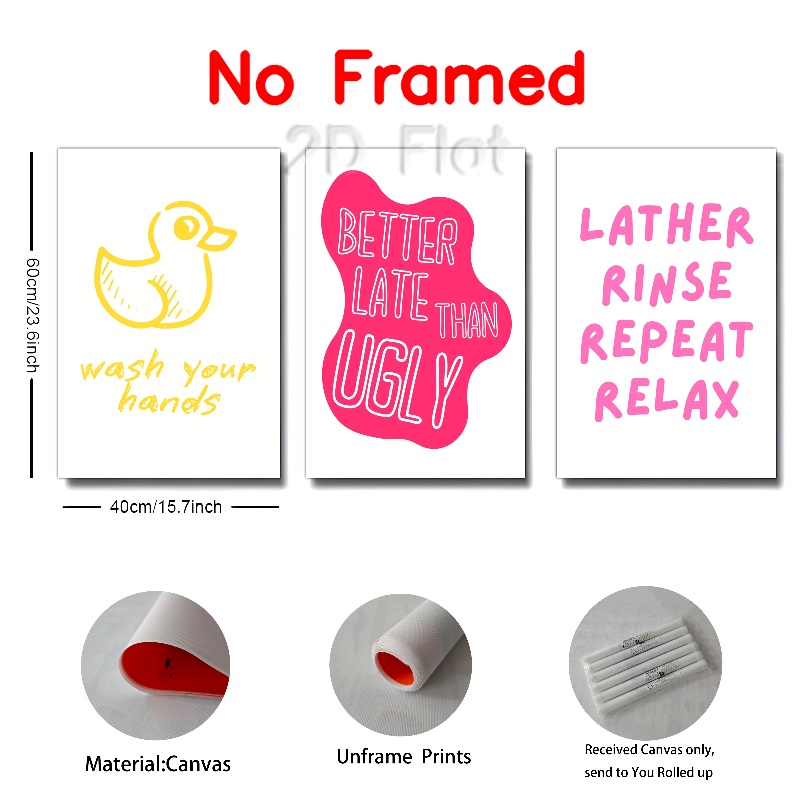 No Framed
2D Flat
60cm/23.6inch
wash your
hands
BETTER
LATE THAN
UGLY
LATHER
RINSE
REPEAT
RELAX
40cm/15.7inch
Material:Canvas
Unframe Prints
Received Canvas only,
send to You Rolled up